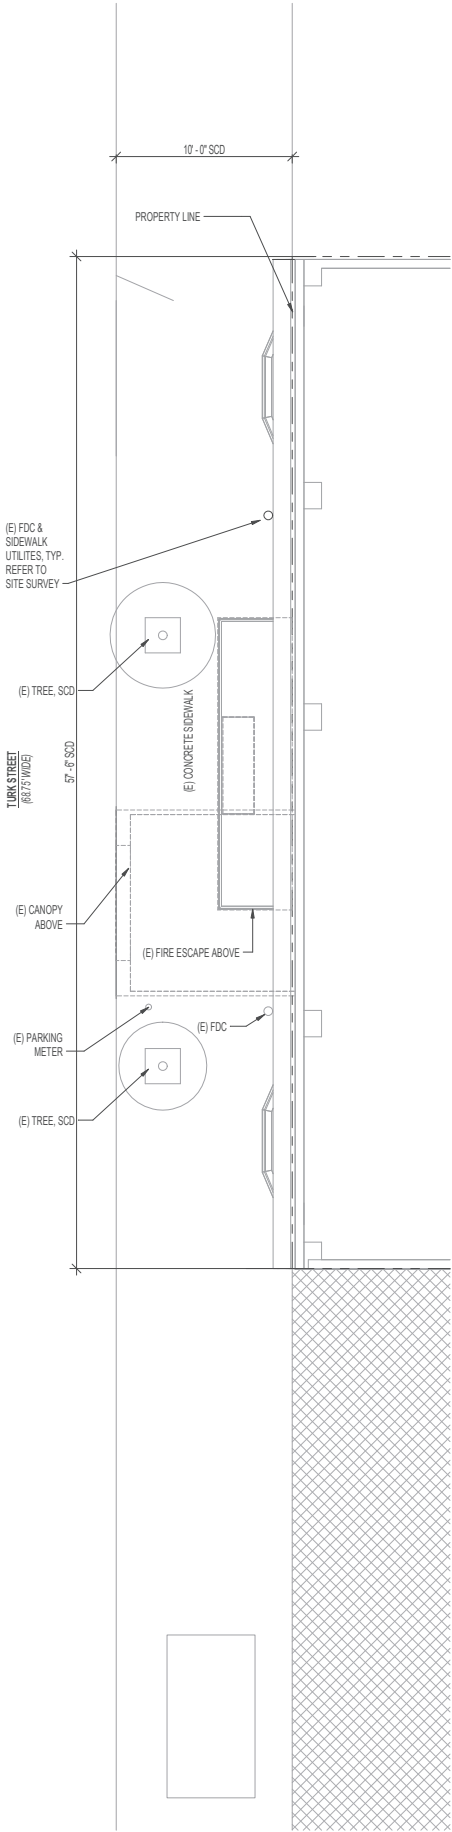 10' - 0" SCD
PROPERTY LINE
(E) FDC &
SIDEWALK
UTILITES, TYP.
REFER TO
SITE SURVEY
(E) TREE, SCD
(E) CONCRETE SIDEWALK
TURK STREET
(68.75' WIDE)
57' - 6" SCD
(E) CANOPY
ABOVE
(E) FIRE ESCAPE ABOVE
(E) FDC
(E) PARKING
METER
(E) TREE, SCD